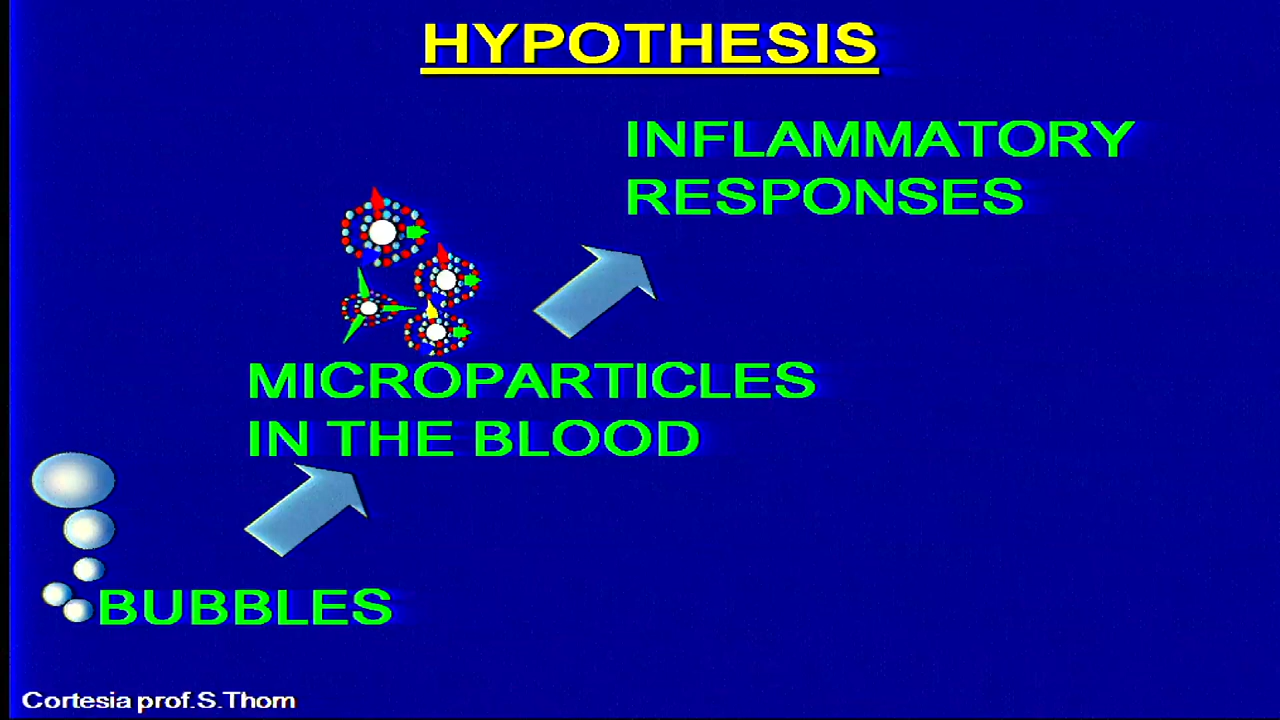 HYPOTHESIS
INFLAMMATORY
RESPONSES
MICROPARTICLES
IN THE BLOOD
BUBBLES
Cortesia prof.S.Thom